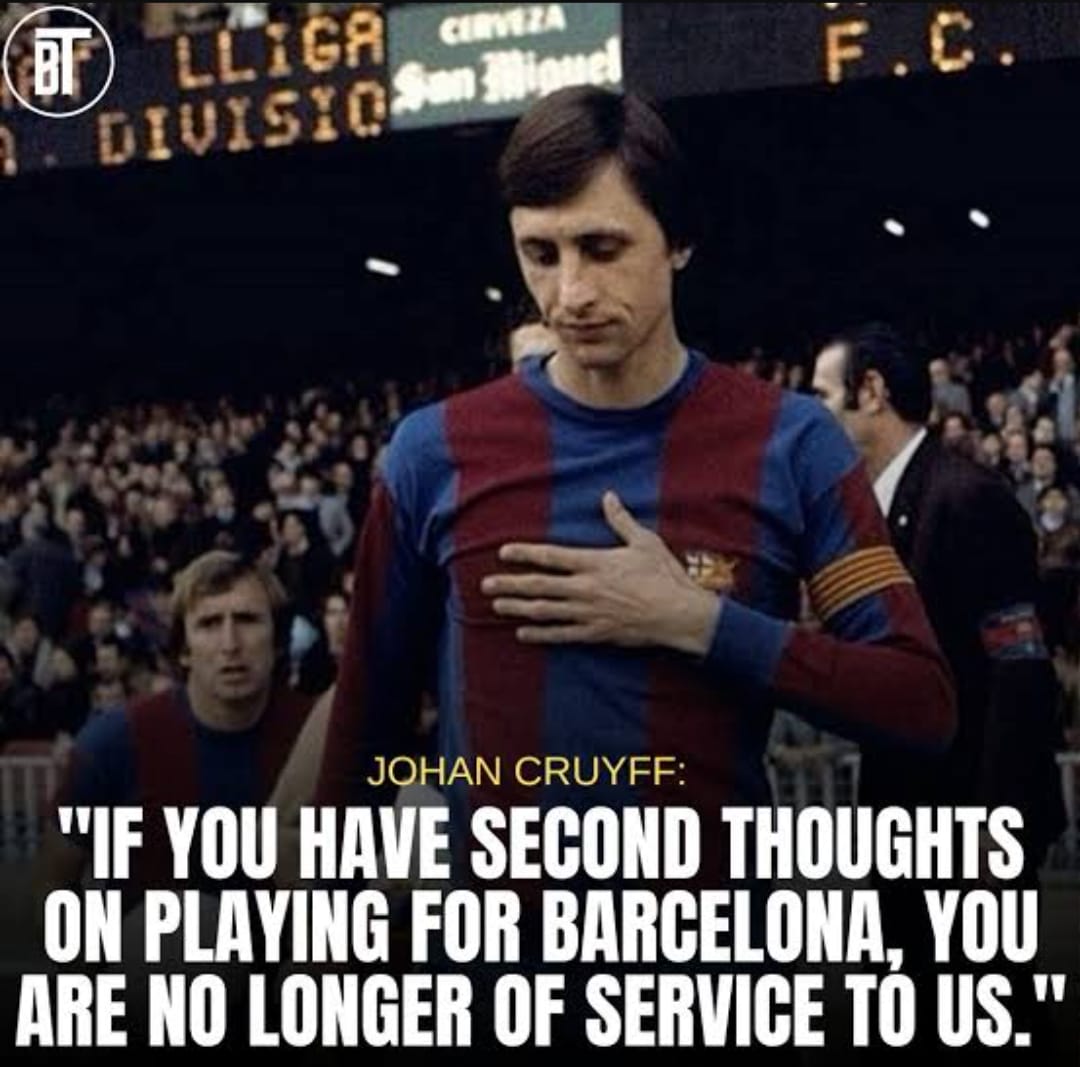 BT
LLIGA
DIVISIO
CERVEZA
San Miguel
F.C.
JOHAN CRUYFF:
"IF YOU HAVE SECOND THOUGHTS
ON PLAYING FOR BARCELONA, YOU
ARE NO LONGER OF SERVICE TO US."